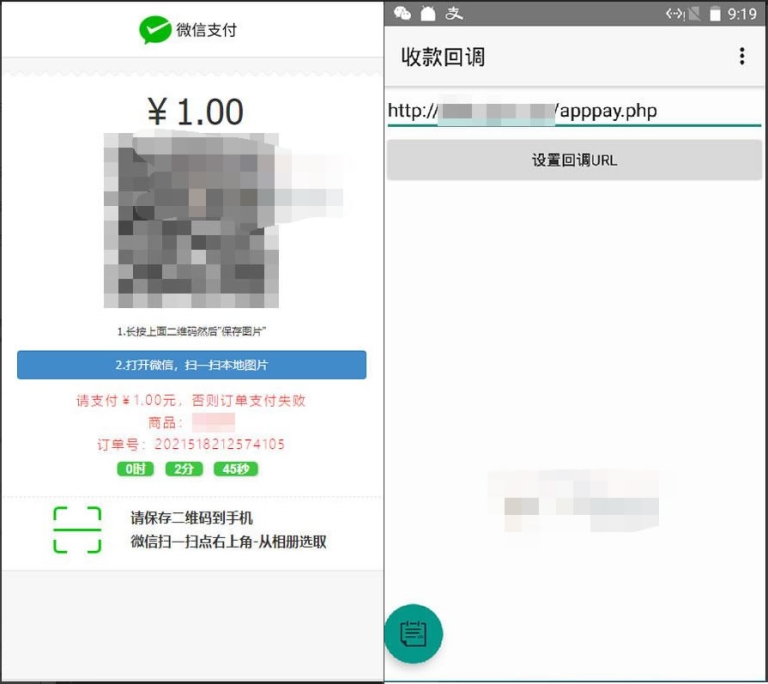 微信支付
¥ 1.00
1.长按上面二维码然后"保存图片"
2.打开微信，扫一扫本地图片
请支付￥1.00元，否则订单支付失败
商品：
订单号：2021518212574105
0时 2分 45秒
请保存二维码到手机
微信扫一扫点右上角-从相册选取
支 9:19
收款回调
http:// /apppay.php
设置回调URL